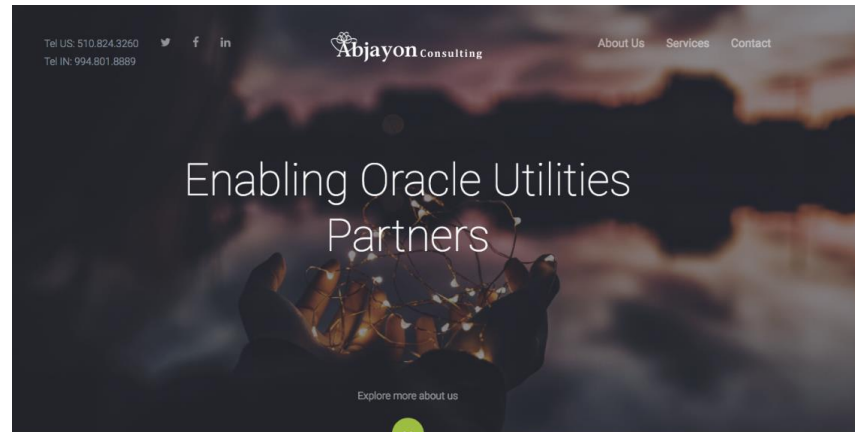 Tel US: 510.824.3260
Tel IN: 994.801.8889
Abjayon Consulting
About Us Services Contact
Enabling Oracle Utilities
Partners
Explore more about us